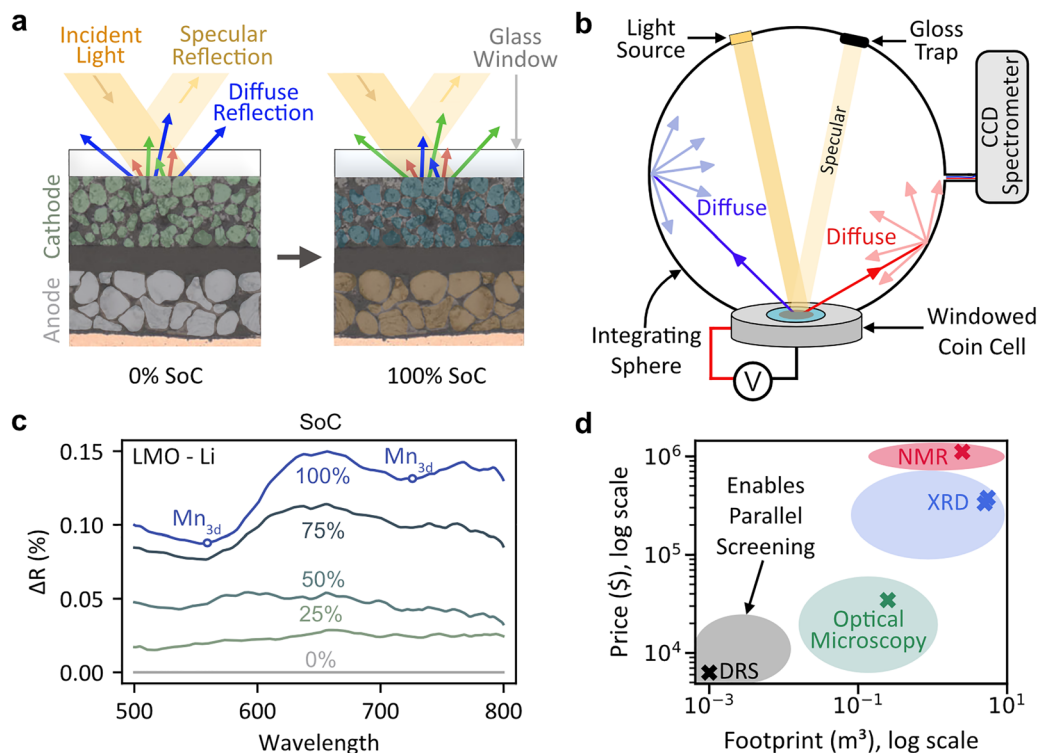 a
Incident
Light
Specular
Reflection
Diffuse
Reflection
Glass
Window
Cathode
Anode
0% SoC
100% SoC
b
Light
Source
Gloss
Trap
CCD
Spectrometer
Specular
Diffuse
Diffuse
Integrating
Sphere
Windowed
Coin Cell
V
c
SoC
LMO - Li
100%
Mn3d
Mn3d
75%
50%
25%
0%
ΔR (%)
0.15
0.10
0.05
0.00
500
600
700
800
Wavelength
d
Enables
Parallel
Screening
NMR
XRD
Optical
Microscopy
DRS
Price ($), log scale
10⁶
10⁵
10⁴
10⁻³
10⁻¹
10¹
Footprint (m³), log scale